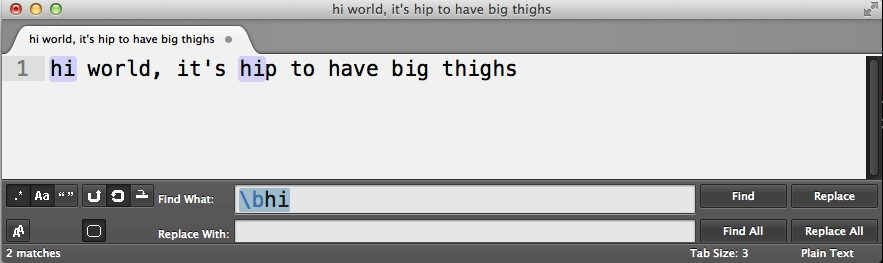 hi world, it's hip to have big thighs
hi world, it's hip to have big thighs
1 hi world, it's hip to have big thighs
.* Aa “” Find What: \bhi Find Replace
Replace With: Find All Replace All
2 matches Tab Size: 3 Plain Text